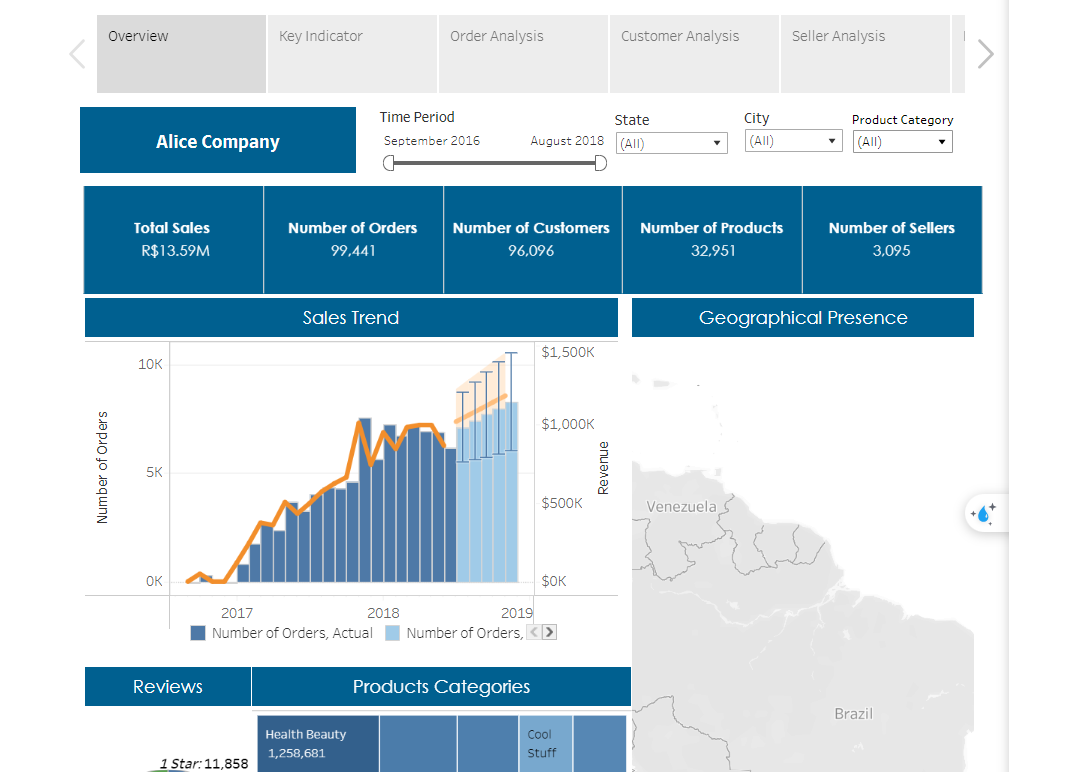 Overview
Key Indicator
Order Analysis
Customer Analysis
Seller Analysis
Alice Company
Time Period
September 2016
August 2018
State
(All)
City
(All)
Product Category
(All)
Total Sales
R$13.59M
Number of Orders
99,441
Number of Customers
96,096
Number of Products
32,951
Number of Sellers
3,095
Sales Trend
Number of Orders
10K
5K
0K
$1,500K
$1,000K
$500K
$0K
Revenue
2017
2018
2019
Number of Orders, Actual
Number of Orders,
Geographical Presence
Venezuela
Brazil
Reviews
1 Star: 11,858
Products Categories
Health Beauty
1,258,681
Cool
Stuff